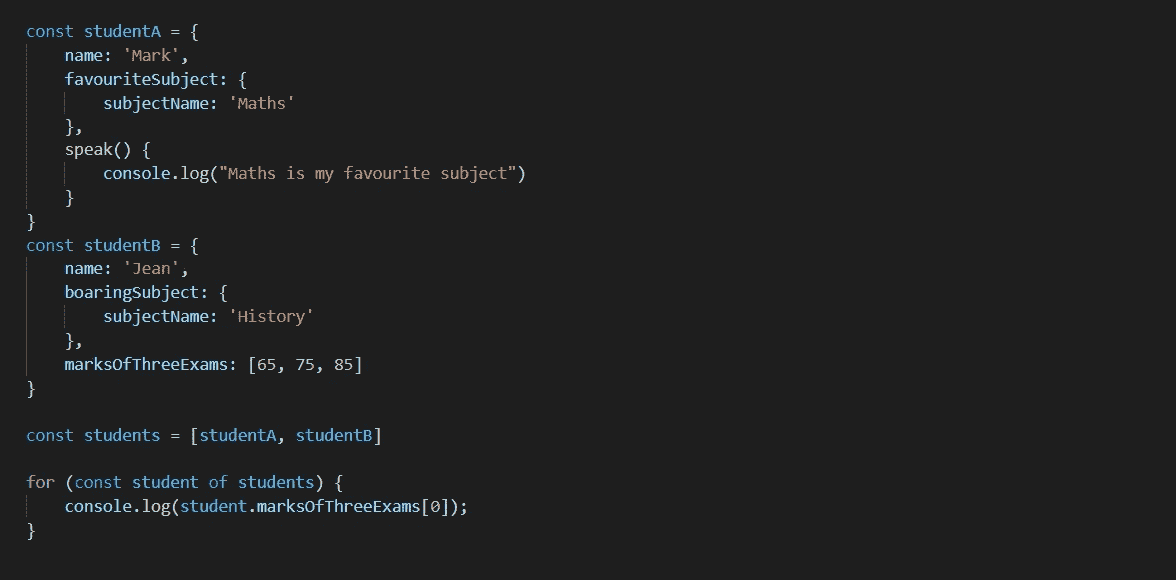 const studentA = {
    name: 'Mark',
    favouriteSubject: {
        subjectName: 'Maths'
    },
    speak() {
        console.log("Maths is my favourite subject")
    }
}
const studentB = {
    name: 'Jean',
    boaringSubject: {
        subjectName: 'History'
    },
    marksOfThreeExams: [65, 75, 85]
}

const students = [studentA, studentB]

for (const student of students) {
    console.log(student.marksOfThreeExams[0]);
}